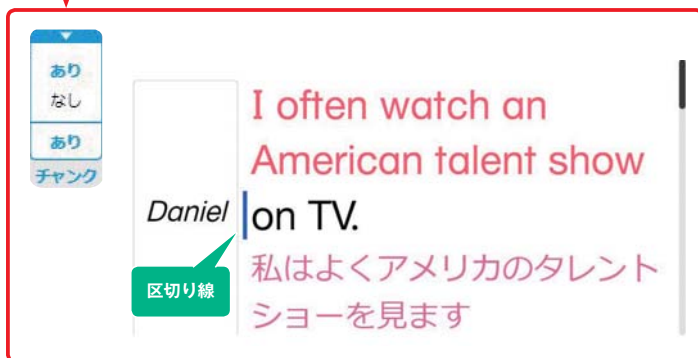 あり
なし
あり
チャンク
I often watch an
American talent show
Daniel
on TV.
区切り線
私はよくアメリカのタレント
ショーを見ます